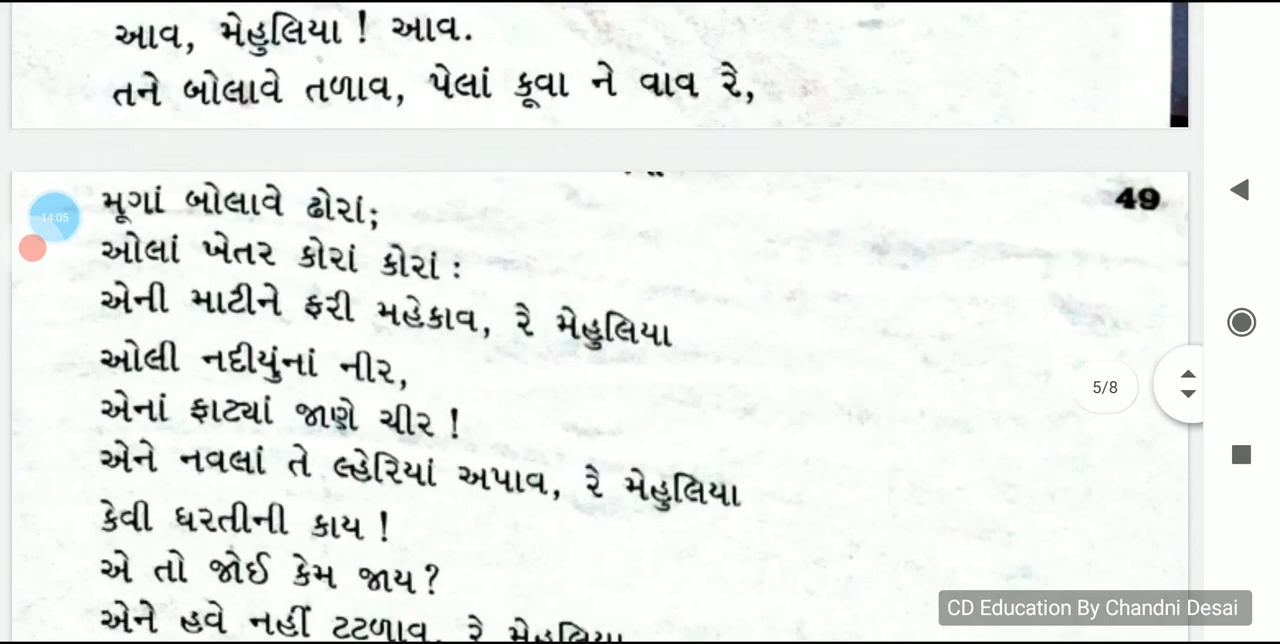 આવ, મેહુલિયા ! આવ.
તને બોલાવે તળાવ, પેલાં કૂવા ને વાવ રે,
49
મૂગાં બોલાવે ઢોરાં;
14:05
ઓલાં ખેતર કોરાં કોરાં :
એની માટીને ફરી મહેકાવ, રે મેહુલિયા
ઓલી નદીયુંનાં નીર,
5/8
એનાં ફાટ્યાં જાણે ચીર !
એને નવલાં તે લ્હેરિયાં અપાવ, રે મેહુલિયા
કેવી ધરતીની કાય !
એ તો જોઈ કેમ જાય ?
CD Education By Chandni Desai
એને હવે નહીં ટટળાવ, રે મેહુલિયા